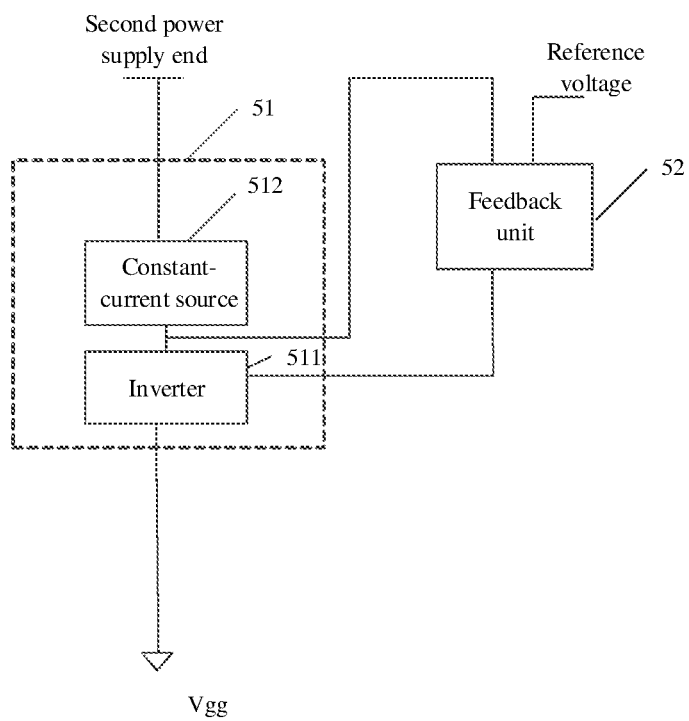 Second power
supply end
Reference
voltage
51
52
512
Feedback
unit
Constant-
current source
511
Inverter
Vgg